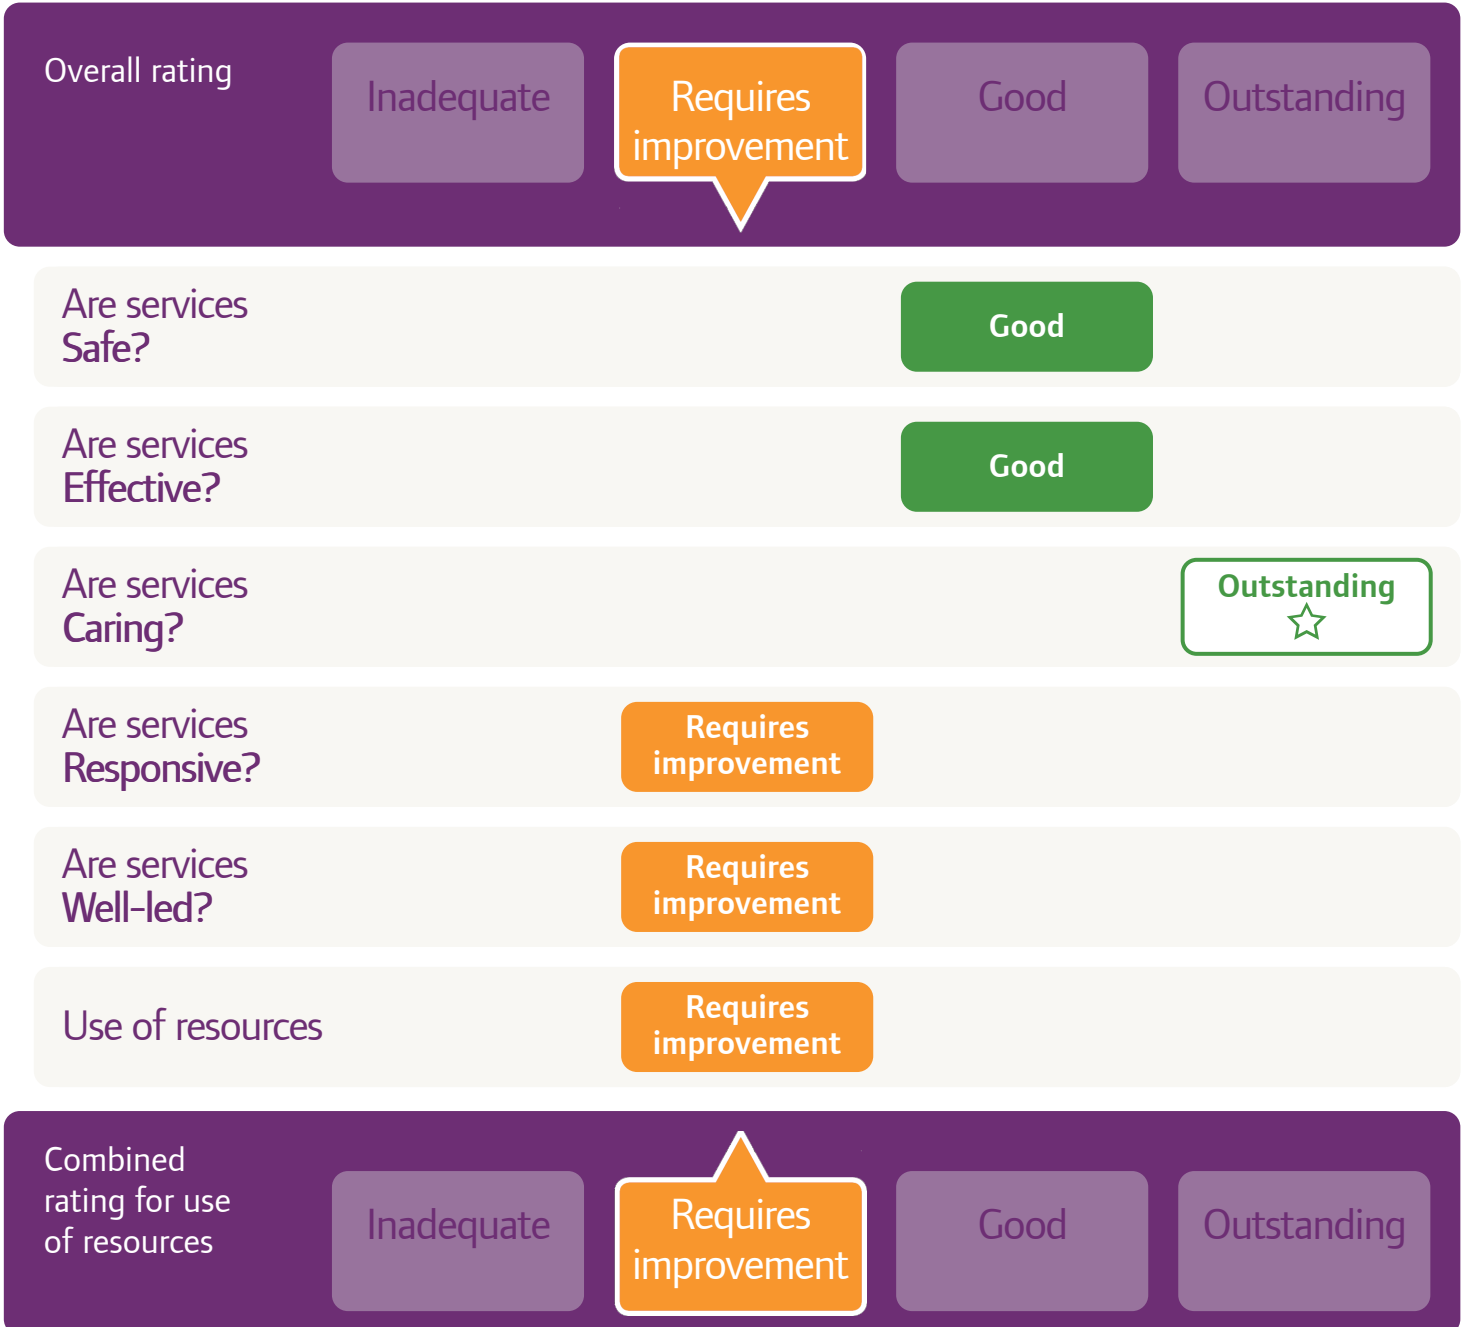 Overall rating
Inadequate
Requires
improvement
Good
Outstanding
Are services
Safe?
Good
Are services
Effective?
Good
Are services
Caring?
Outstanding
Are services
Responsive?
Requires
improvement
Are services
Well-led?
Requires
improvement
Use of resources
Requires
improvement
Combined
rating for use
of resources
Inadequate
Requires
improvement
Good
Outstanding